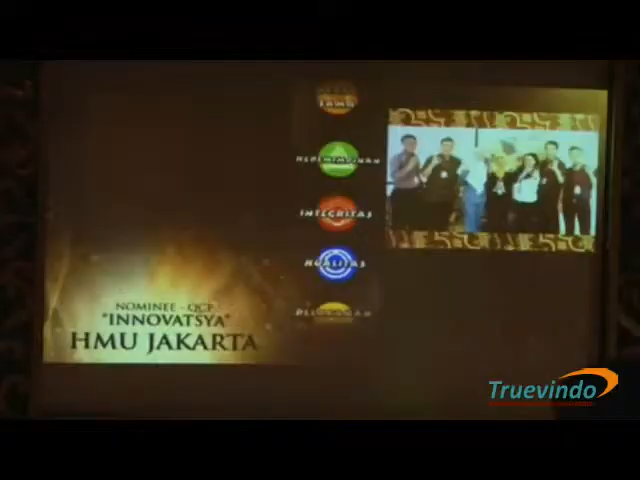 KEPEMIMPINAN
INTEGRITAS
KUALITAS
NOMINEE - QCP
"INNOVATSYA"
HMU JAKARTA
Truevindo